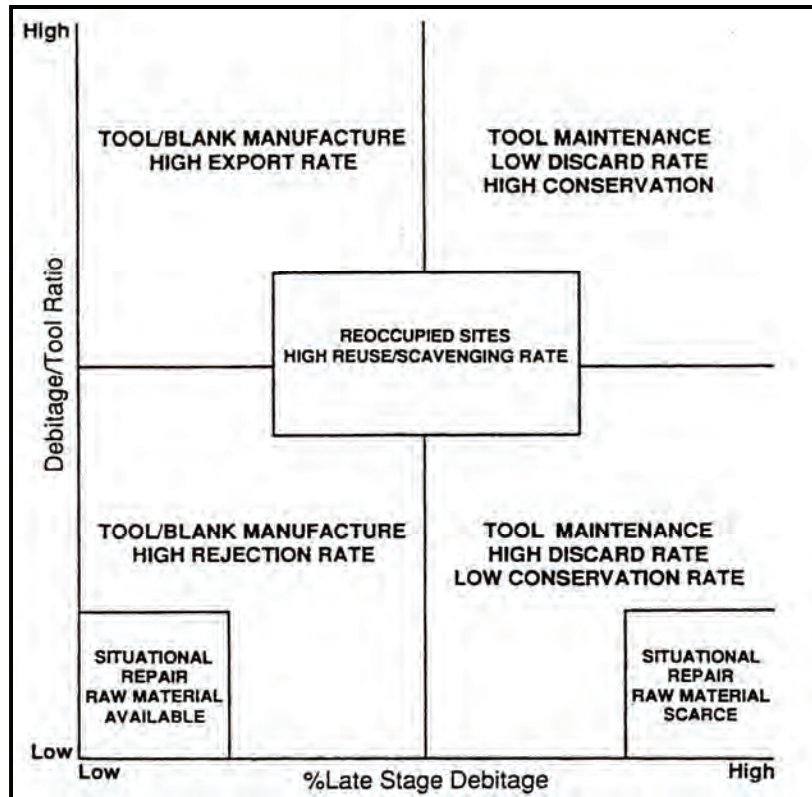 High
TOOL/BLANK MANUFACTURE
HIGH EXPORT RATE
TOOL MAINTENANCE
LOW DISCARD RATE
HIGH CONSERVATION
Debitage/Tool Ratio
REOCCUPIED SITES
HIGH REUSE/SCAVENGING RATE
TOOL/BLANK MANUFACTURE
HIGH REJECTION RATE
TOOL MAINTENANCE
HIGH DISCARD RATE
LOW CONSERVATION RATE
SITUATIONAL
REPAIR
RAW MATERIAL
AVAILABLE
SITUATIONAL
REPAIR
RAW MATERIAL
SCARCE
Low
Low
%Late Stage Debitage
High